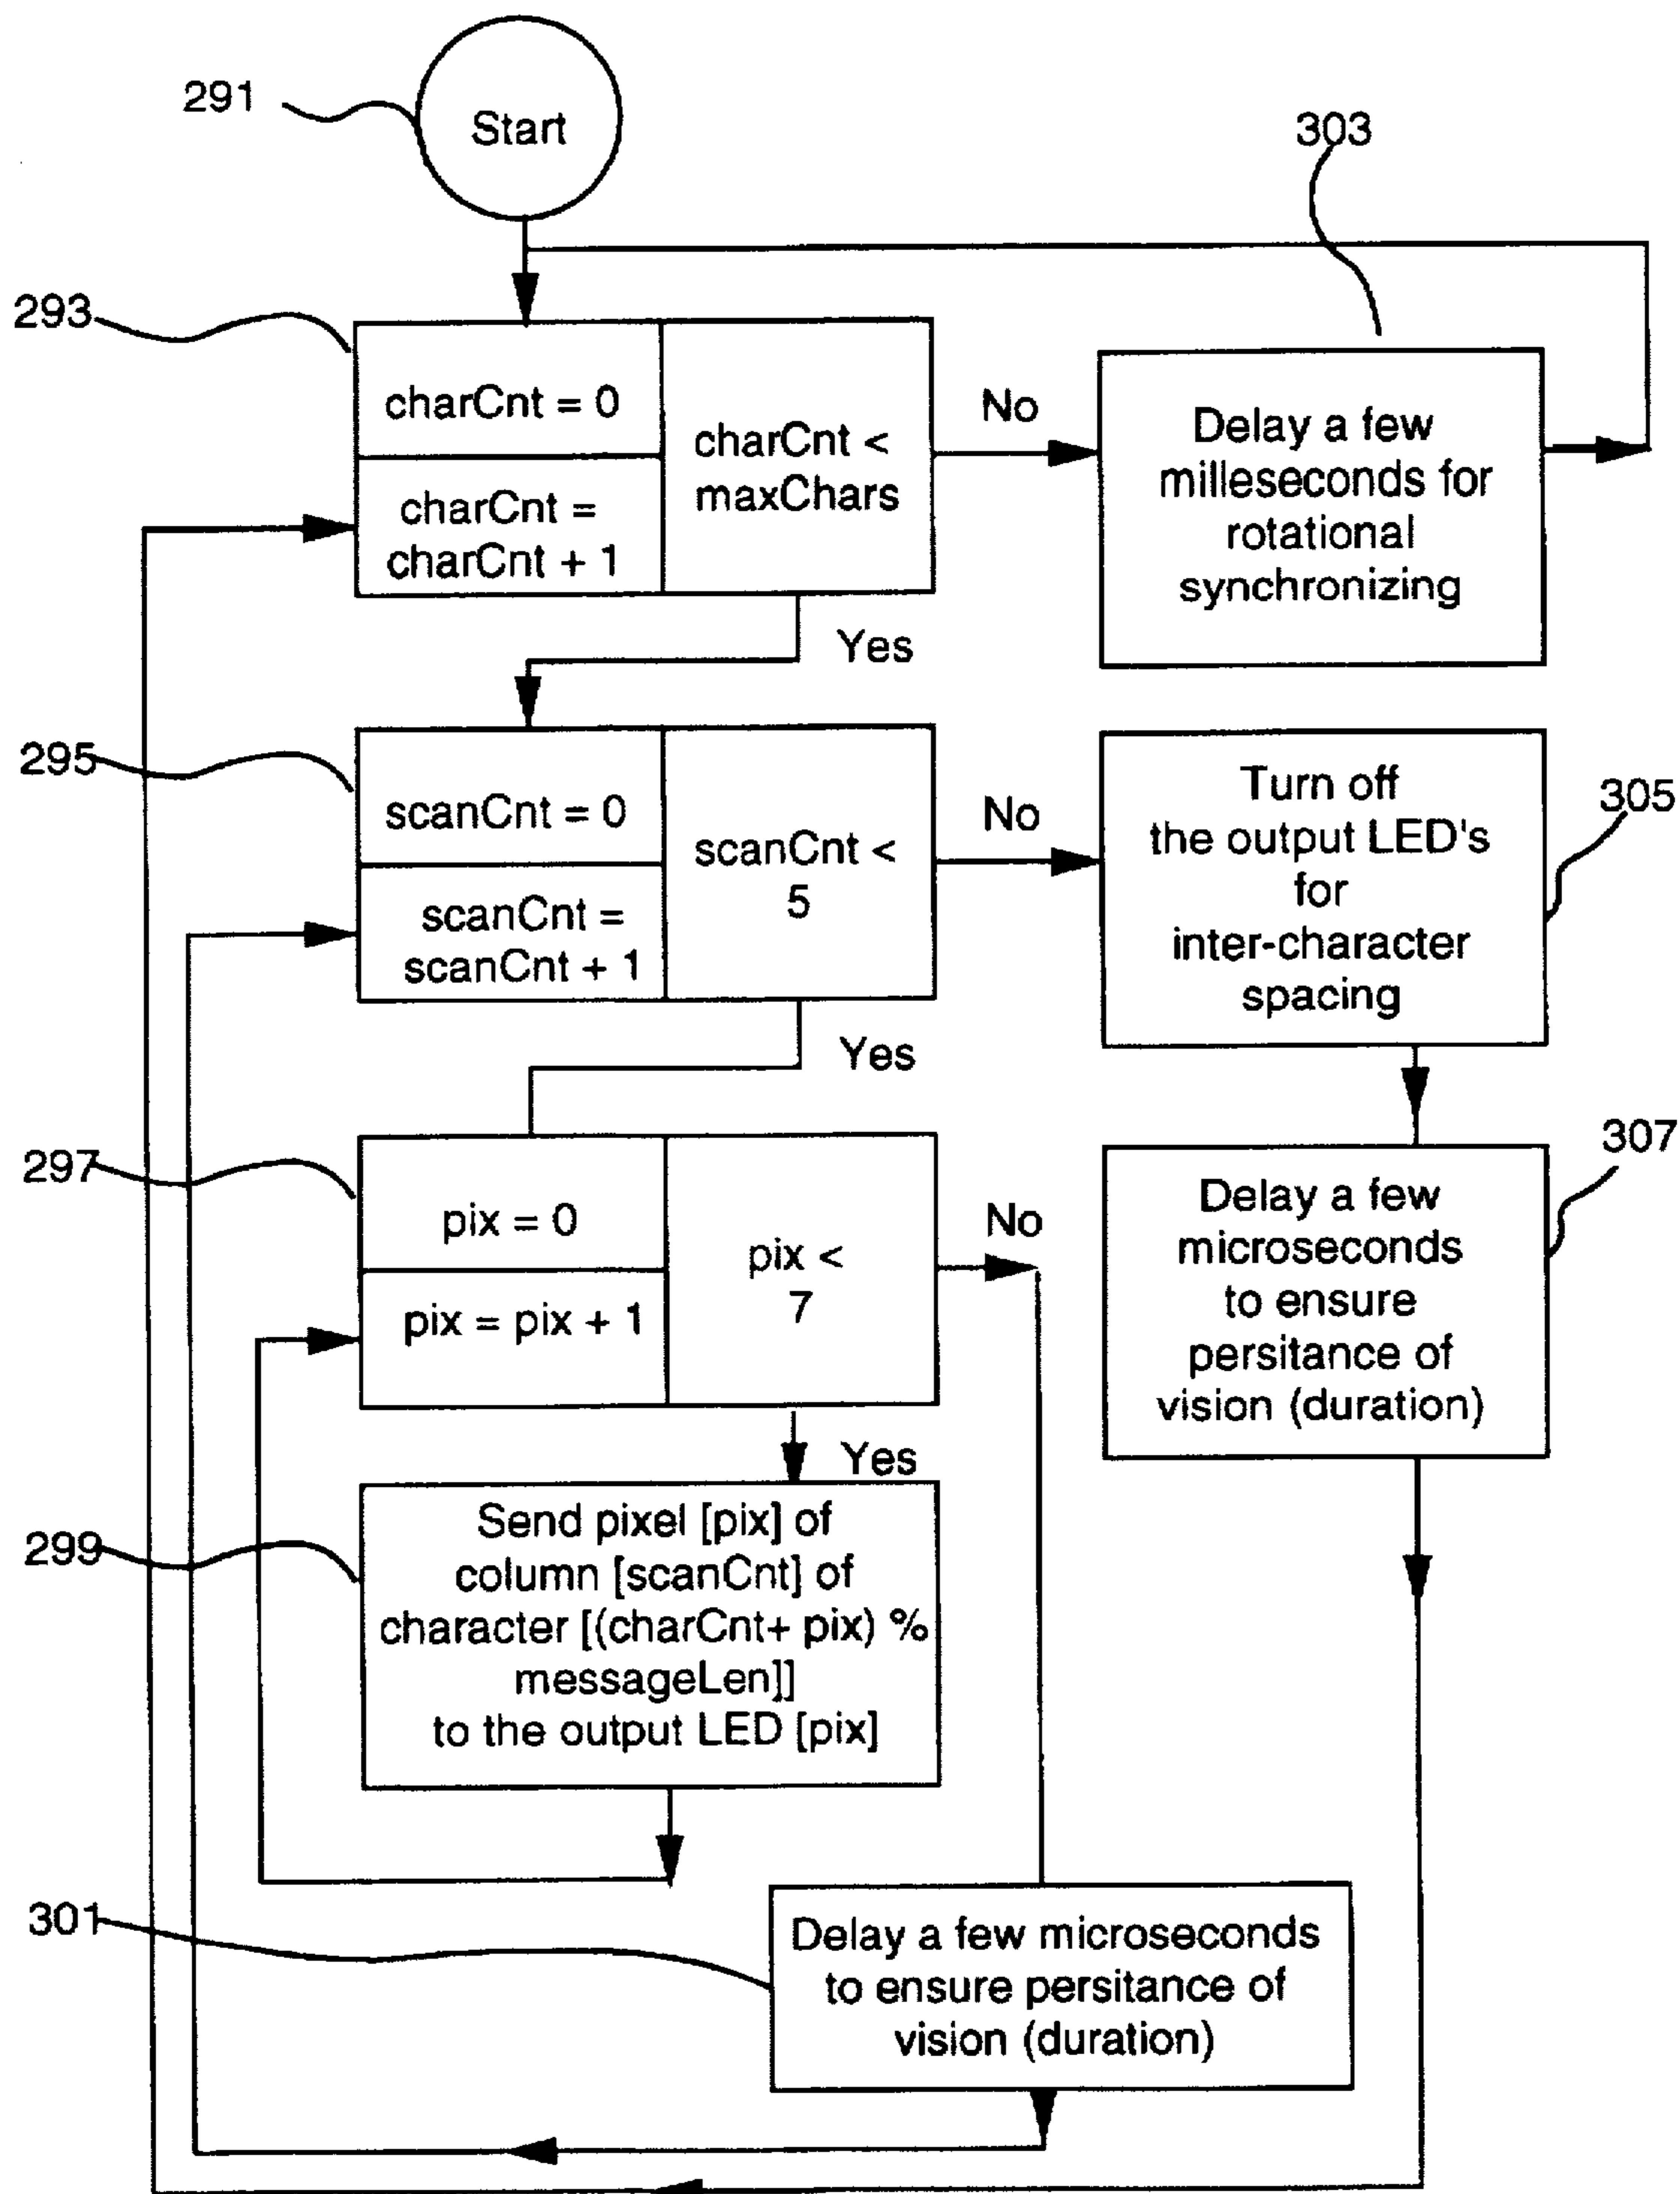 291
Start
303
293
charCnt = 0
charCnt =
charCnt + 1
charCnt <
maxChars
No
Delay a few
milleseconds for
rotational
synchronizing
Yes
295
scanCnt = 0
scanCnt =
scanCnt + 1
scanCnt <
5
No
Turn off
the output LED's
for
inter-character
spacing
305
Yes
297
pix = 0
pix = pix + 1
pix <
7
No
Delay a few
microseconds
to ensure
persitance of
vision (duration)
307
Yes
299
Send pixel [pix] of
column [scanCnt] of
character [(charCnt+ pix) %
messageLen]]
to the output LED [pix]
301
Delay a few microseconds
to ensure persitance of
vision (duration)